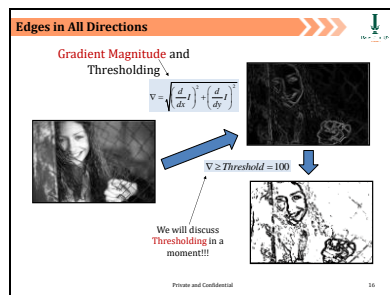 Edges in All Directions
Gradient Magnitude and
Thresholding
∇ = √((d/dx I)² + (d/dy I)²)
∇ ≥ Threshold = 100
We will discuss
Thresholding in a
moment!!!
Private and Confidential
16